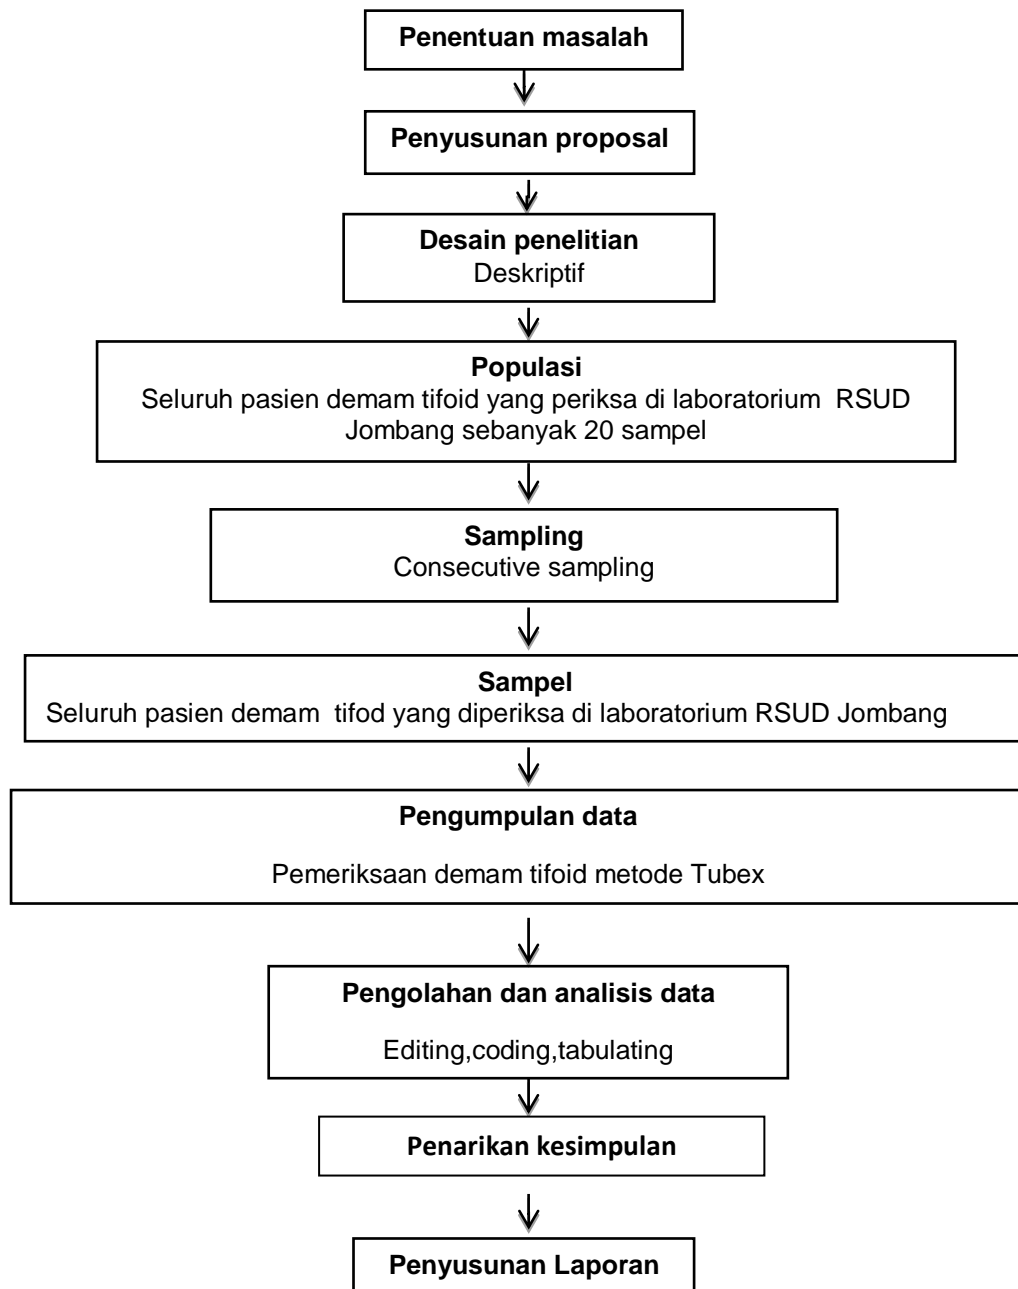 Penentuan masalah
Penyusunan proposal
Desain penelitian
Deskriptif
Populasi
Seluruh pasien demam tifoid yang periksa di laboratorium RSUD
Jombang sebanyak 20 sampel
Sampling
Consecutive sampling
Sampel
Seluruh pasien demam tifod yang diperiksa di laboratorium RSUD Jombang
Pengumpulan data
Pemeriksaan demam tifoid metode Tubex
Pengolahan dan analisis data
Editing,coding,tabulating
Penarikan kesimpulan
Penyusunan Laporan